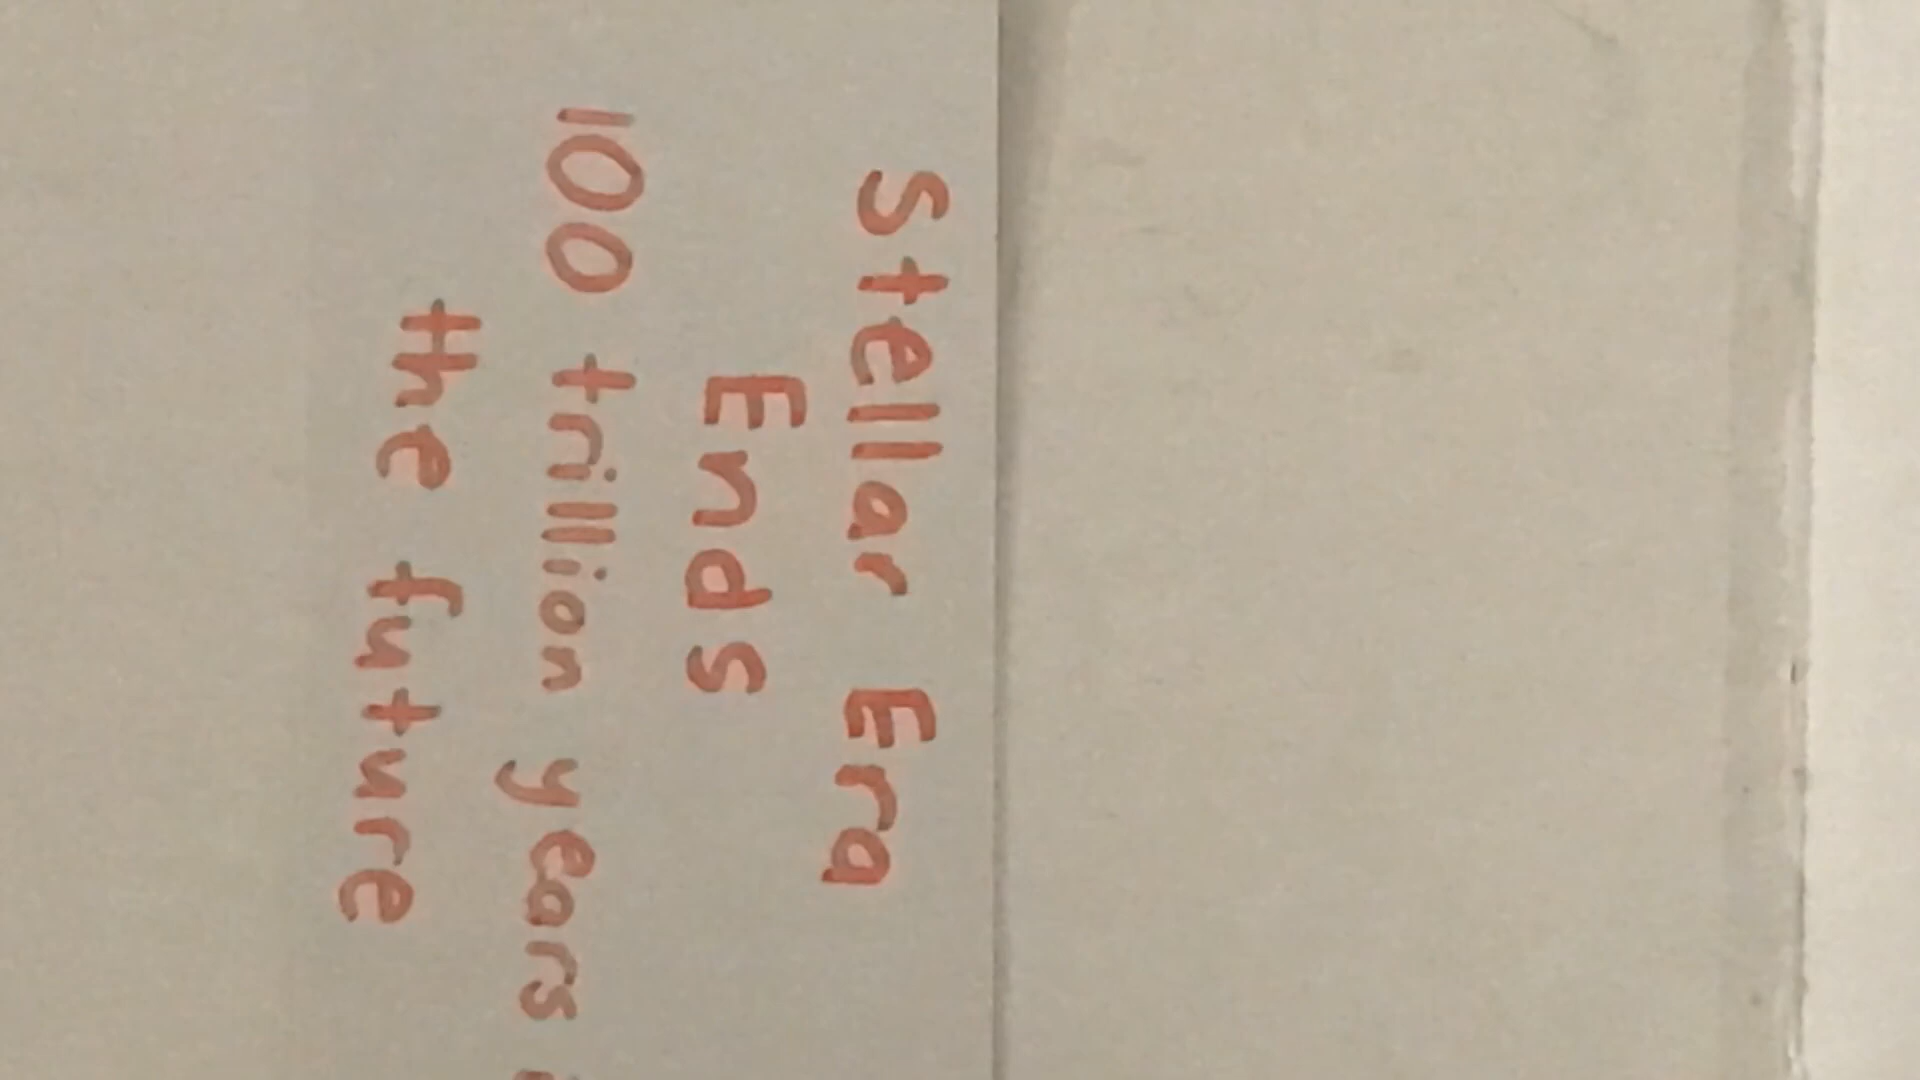 Stellar Era
Ends
100 trillion years
the future